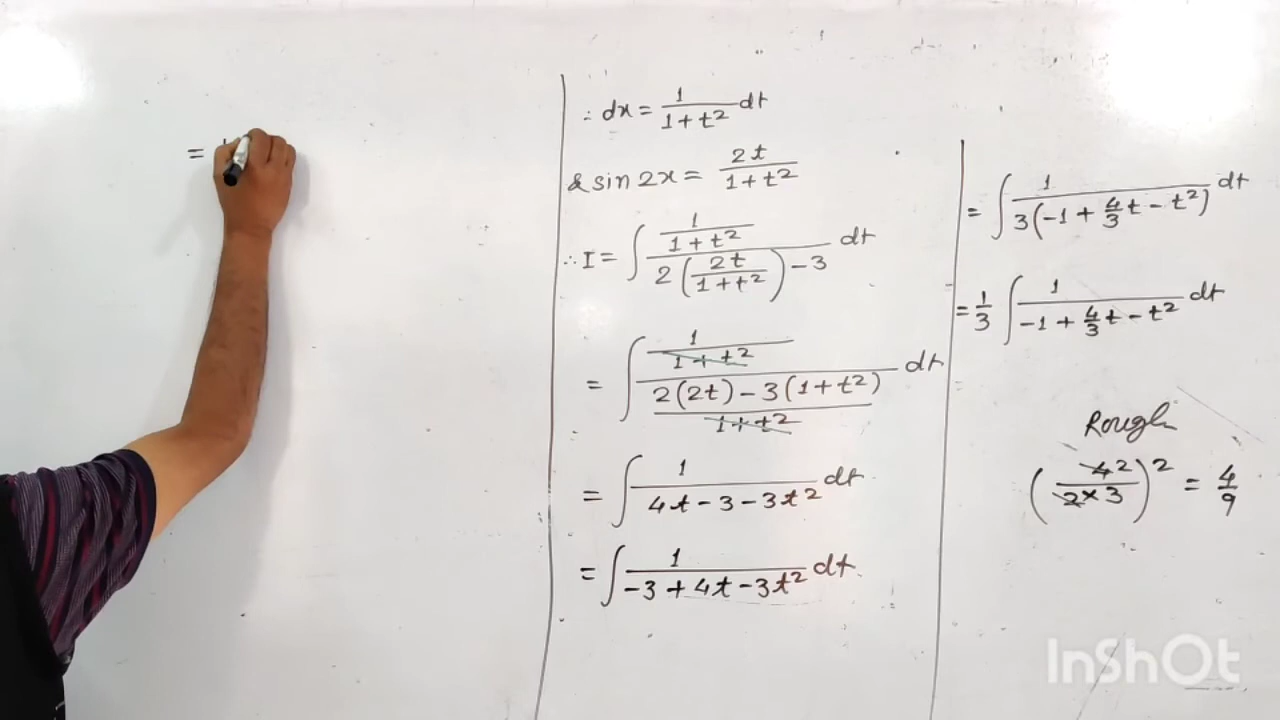 =
∴ dx = 1/(1+t²) dt
& sin 2x = 2t/(1+t²)
∴ I = ∫ (1/(1+t²))/(2(2t/(1+t²)) - 3) dt
= ∫ (1/(1+t²))/((2(2t) - 3(1+t²))/(1+t²)) dt
= ∫ 1/(4t - 3 - 3t²) dt
= ∫ 1/(-3 + 4t - 3t²) dt
= ∫ 1/(3(-1 + 4/3 t - t²)) dt
= 1/3 ∫ 1/(-1 + 4/3 t - t²) dt
Rough
(4 2/(2×3))² = 4/9
InShOt